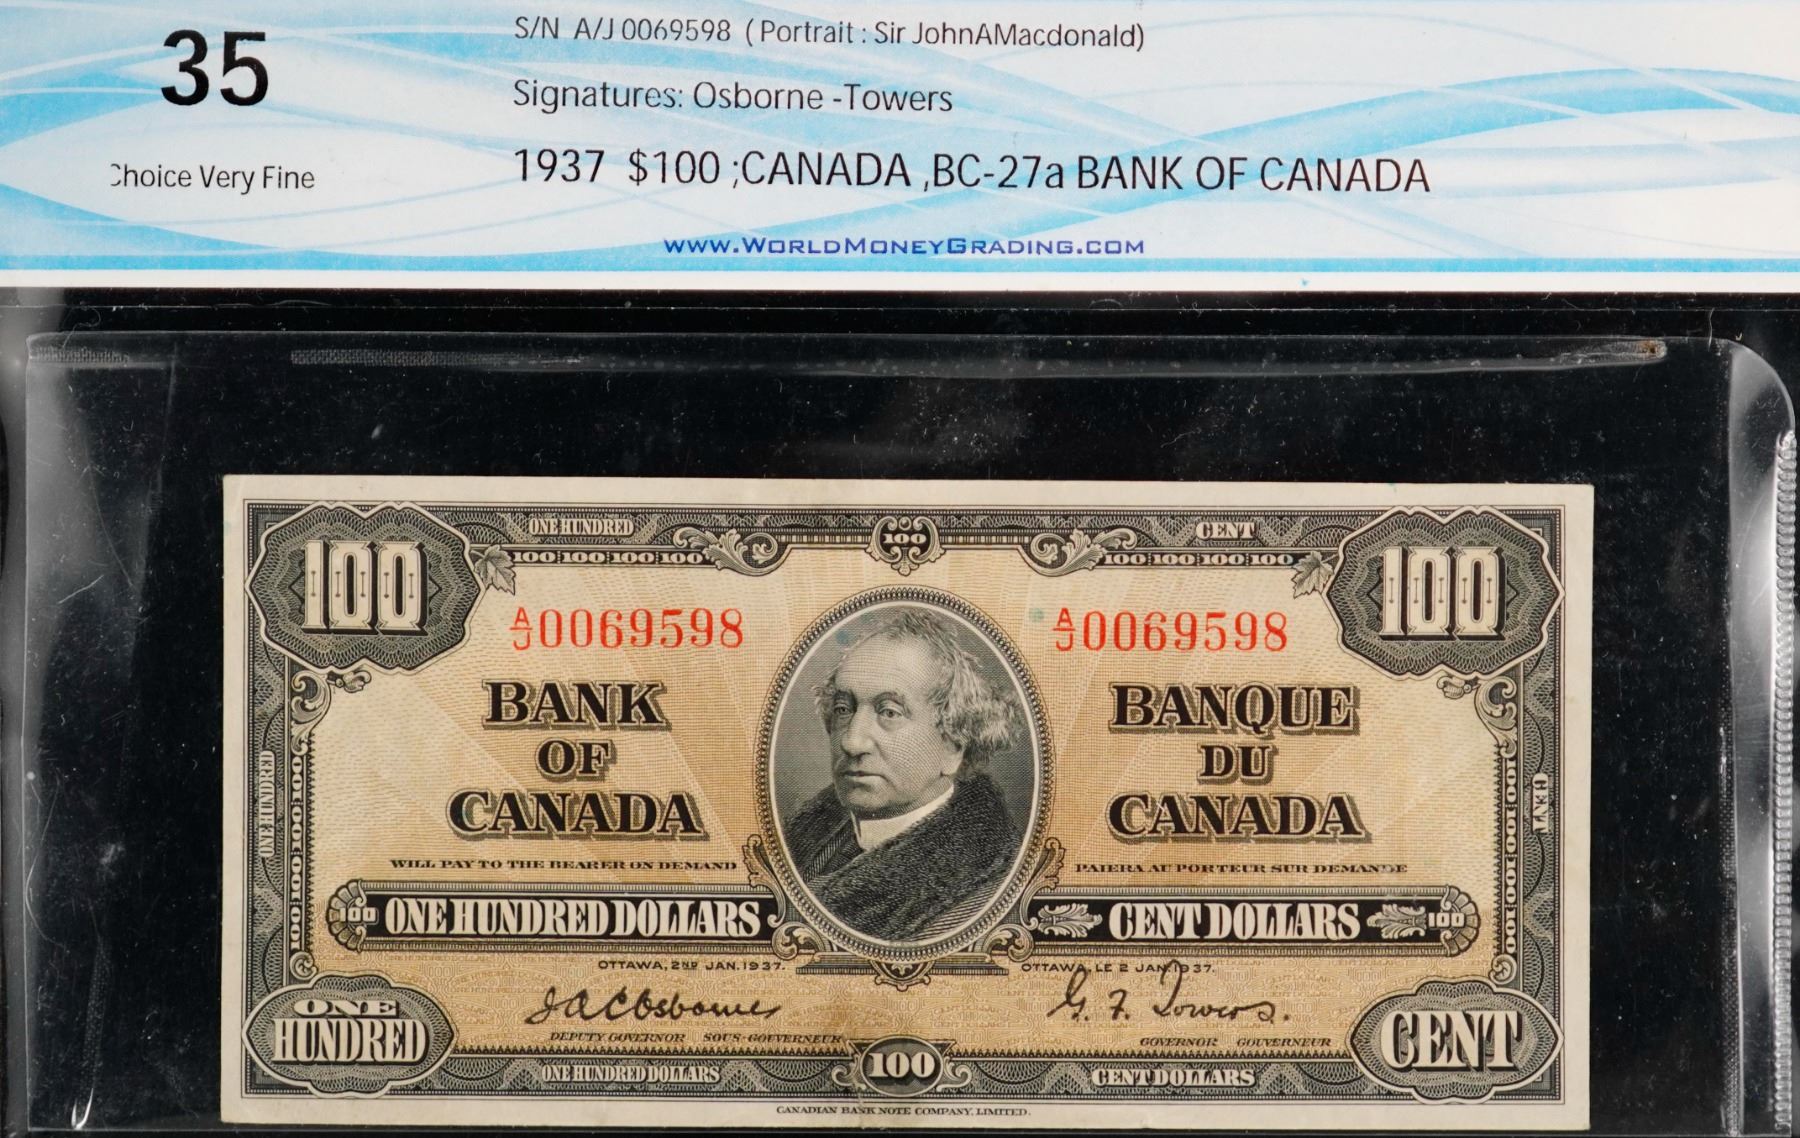 35
Choice Very Fine
S/N A/J 0069598 (Portrait : Sir JohnAMacdonald)
Signatures: Osborne -Towers
1937 $100 ;CANADA ,BC-27a BANK OF CANADA
WWW.WORLDMONEYGRADING.COM
ONE HUNDRED 100 CENT
100 100·100·100·100 100·100·100·100 100
A/J 0069598 A/J 0069598
BANK BANQUE
OF DU
CANADA CANADA
WILL PAY TO THE BEARER ON DEMAND PAIERA AU PORTEUR SUR DEMANDE
100 ONE HUNDRED DOLLARS CENT DOLLARS 100
OTTAWA, 2ND JAN. 1937. OTTAWA, LE 2 JAN. 1937.
J A C Osborne G. F. Towers.
DEPUTY GOVERNOR SOUS-GOUVERNEUR GOVERNOR GOUVERNEUR
ONE HUNDRED CENT
ONE HUNDRED DOLLARS 100 CENT DOLLARS
CANADIAN BANK NOTE COMPANY, LIMITED.